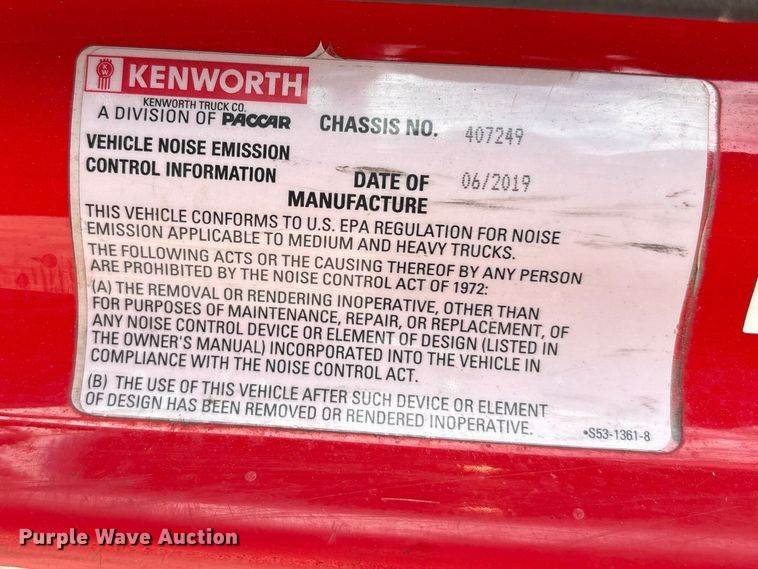 KENWORTH
KENWORTH TRUCK CO.
A DIVISION OF PACCAR
CHASSIS NO. 407249
VEHICLE NOISE EMISSION
CONTROL INFORMATION
DATE OF 06/2019
MANUFACTURE
THIS VEHICLE CONFORMS TO U.S. EPA REGULATION FOR NOISE
EMISSION APPLICABLE TO MEDIUM AND HEAVY TRUCKS.
THE FOLLOWING ACTS OR THE CAUSING THEREOF BY ANY PERSON
ARE PROHIBITED BY THE NOISE CONTROL ACT OF 1972:
(A) THE REMOVAL OR RENDERING INOPERATIVE, OTHER THAN
FOR PURPOSES OF MAINTENANCE, REPAIR, OR REPLACEMENT, OF
ANY NOISE CONTROL DEVICE OR ELEMENT OF DESIGN (LISTED IN
THE OWNER'S MANUAL) INCORPORATED INTO THE VEHICLE IN
COMPLIANCE WITH THE NOISE CONTROL ACT.
(B) THE USE OF THIS VEHICLE AFTER SUCH DEVICE OR ELEMENT
OF DESIGN HAS BEEN REMOVED OR RENDERED INOPERATIVE.
•S53-1361-8
Purple Wave Auction